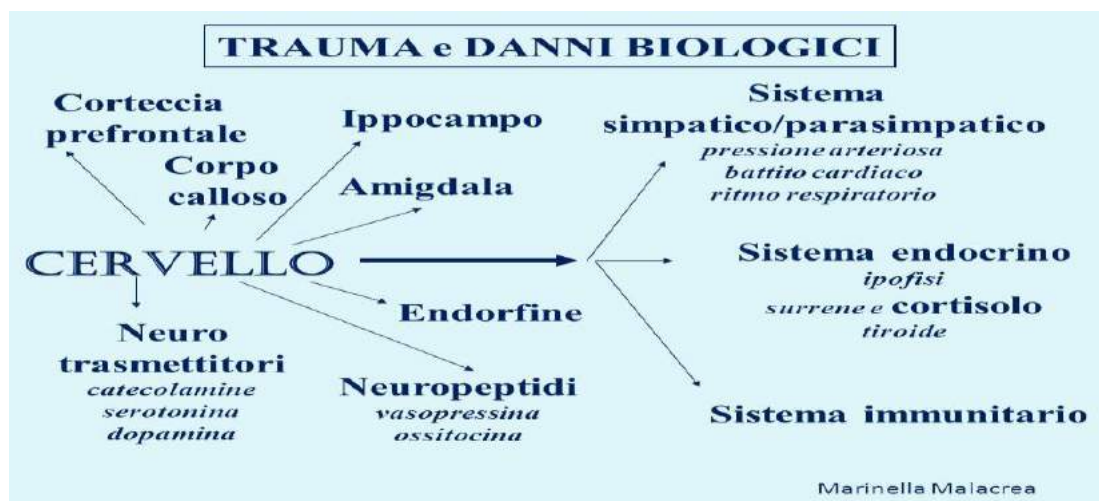 TRAUMA e DANNI BIOLOGICI
Corteccia
prefrontale
Corpo
calloso
Ippocampo
Amigdala
CERVELLO
Endorfine
Neuro
trasmettitori
catecolamine
serotonina
dopamina
Neuropeptidi
vasopressina
ossitocina
Sistema
simpatico/parasimpatico
pressione arteriosa
battito cardiaco
ritmo respiratorio
Sistema endocrino
ipofisi
surrene e cortisolo
tiroide
Sistema immunitario
Marinella Malacrea